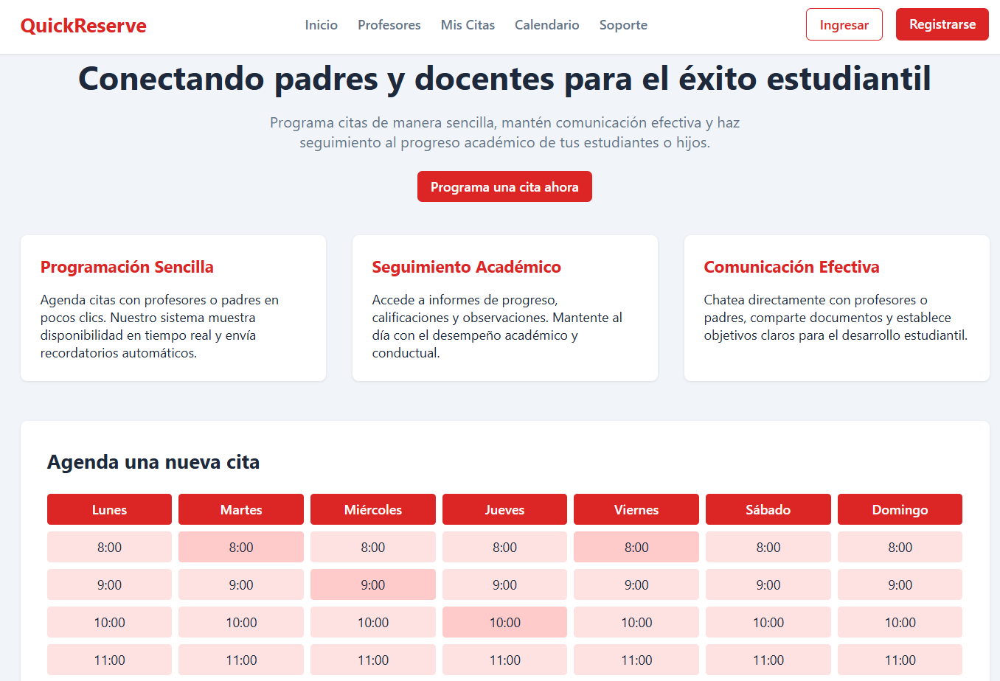 QuickReserve
Inicio Profesores Mis Citas Calendario Soporte
Ingresar Registrarse
Conectando padres y docentes para el éxito estudiantil
Programa citas de manera sencilla, mantén comunicación efectiva y haz
seguimiento al progreso académico de tus estudiantes o hijos.
Programa una cita ahora
Programación Sencilla
Agenda citas con profesores o padres en
pocos clics. Nuestro sistema muestra
disponibilidad en tiempo real y envía
recordatorios automáticos.
Seguimiento Académico
Accede a informes de progreso,
calificaciones y observaciones. Mantente al
día con el desempeño académico y
conductual.
Comunicación Efectiva
Chatea directamente con profesores o
padres, comparte documentos y establece
objetivos claros para el desarrollo estudiantil.
Agenda una nueva cita
Lunes Martes Miércoles Jueves Viernes Sábado Domingo
8:00 8:00 8:00 8:00 8:00 8:00 8:00
9:00 9:00 9:00 9:00 9:00 9:00 9:00
10:00 10:00 10:00 10:00 10:00 10:00 10:00
11:00 11:00 11:00 11:00 11:00 11:00 11:00